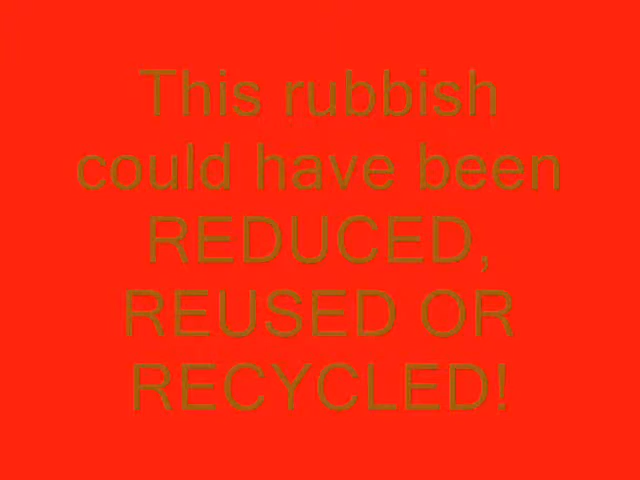 This rubbish
could have been
REDUCED,
REUSED OR
RECYCLED!